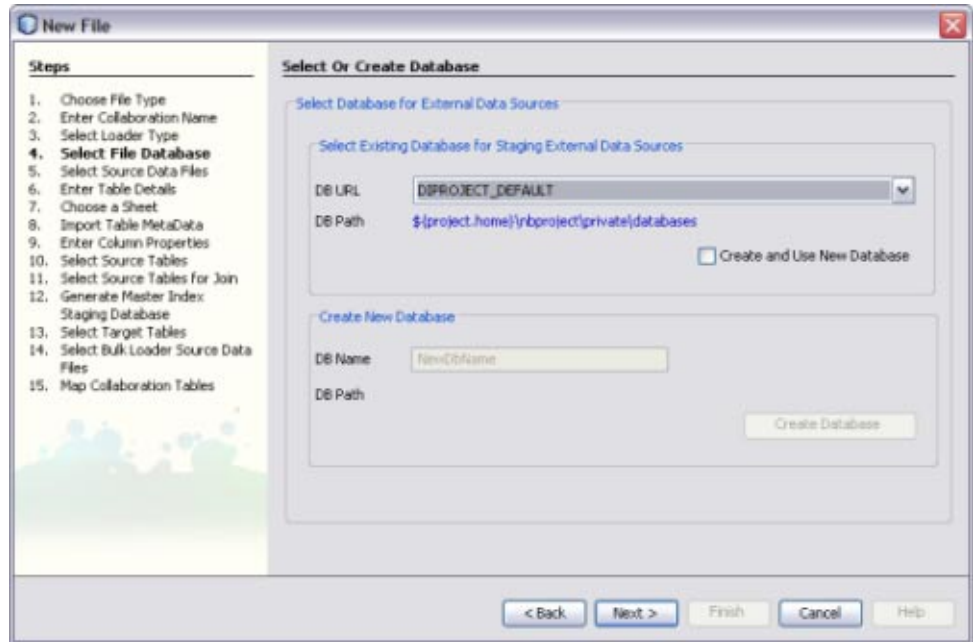 New File
Steps
1. Choose File Type
2. Enter Collaboration Name
3. Select Loader Type
4. Select File Database
5. Select Source Data Files
6. Enter Table Details
7. Choose a Sheet
8. Import Table MetaData
9. Enter Column Properties
10. Select Source Tables
11. Select Source Tables for Join
12. Generate Master Index
Staging Database
13. Select Target Tables
14. Select Bulk Loader Source Data
Files
15. Map Collaboration Tables
Select Or Create Database
Select Database for External Data Sources
Select Existing Database for Staging External Data Sources
DB URL DIPROJECT_DEFAULT
DB Path ${project.home}\nbproject\private\databases
Create and Use New Database
Create New Database
DB Name NewDbName
DB Path
Create Database
< Back Next > Finish Cancel Help